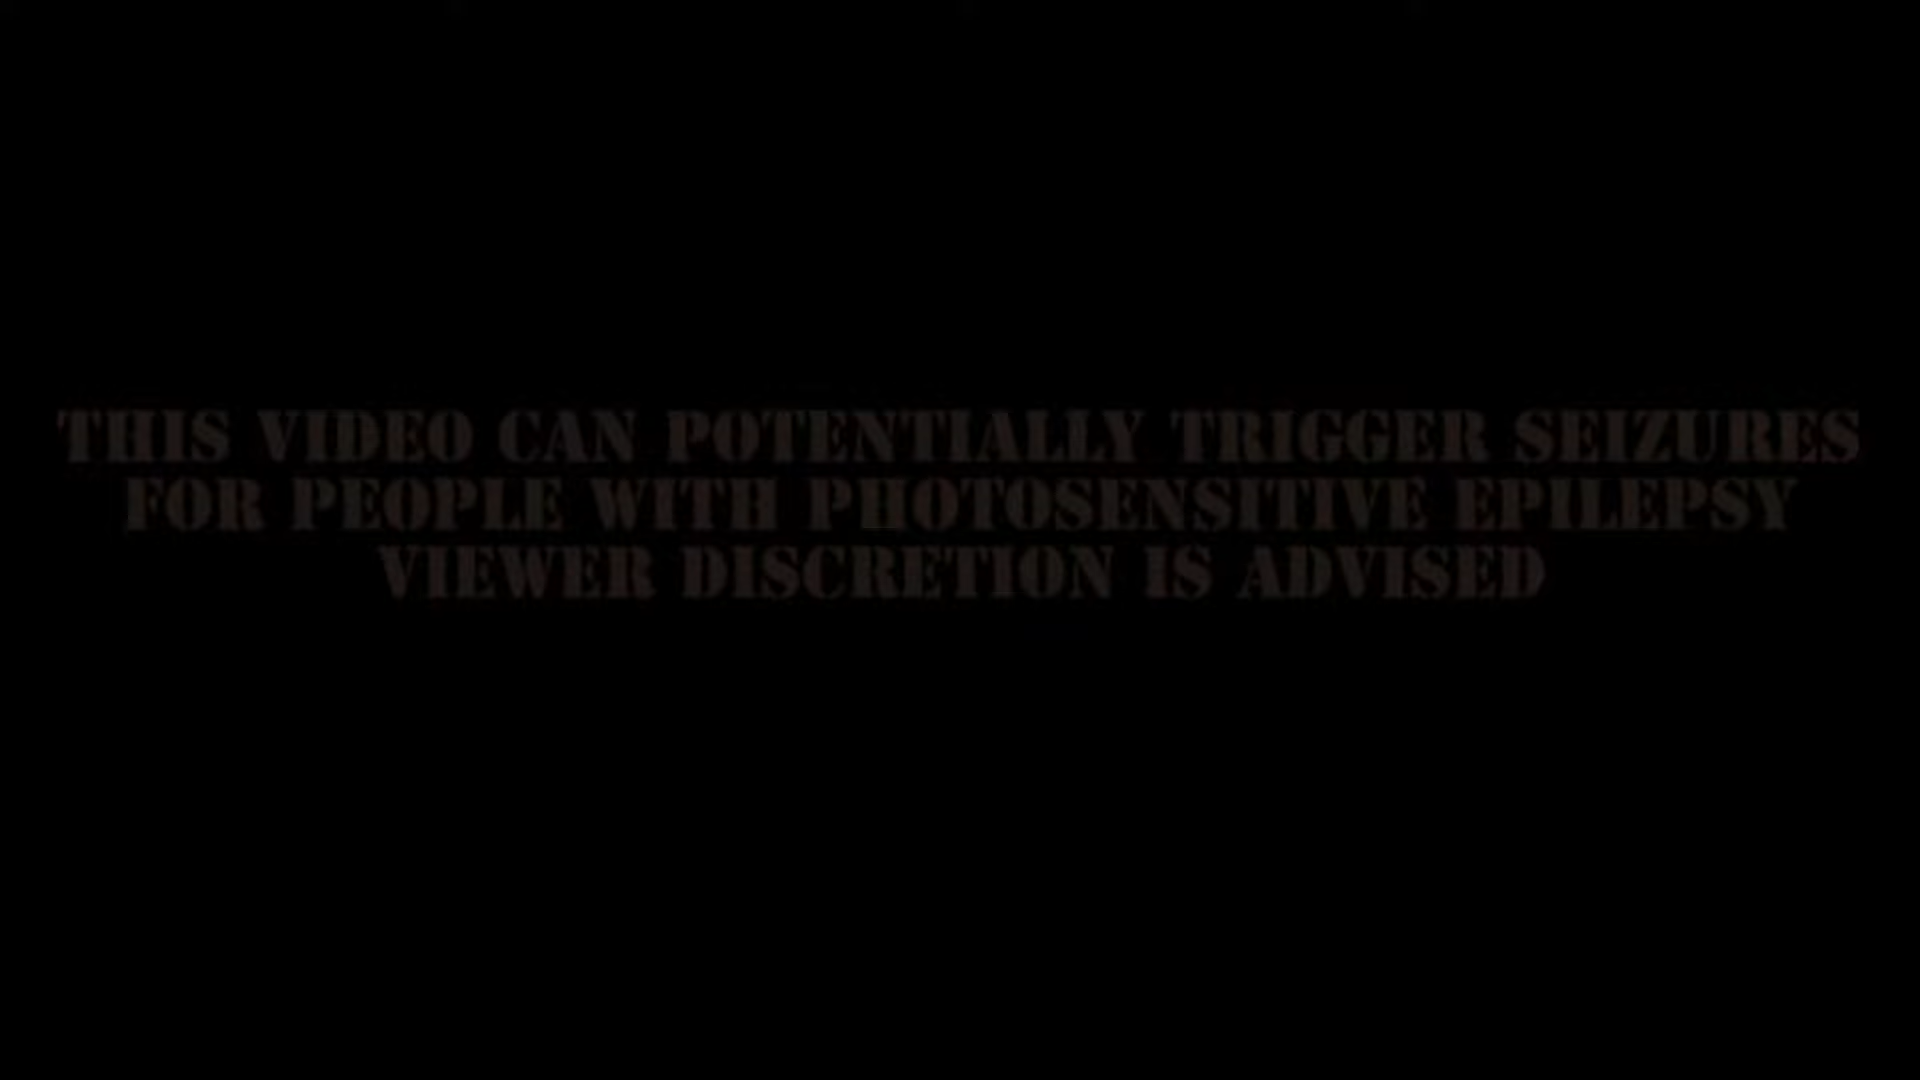 THIS VIDEO CAN POTENTIALLY TRIGGER SEIZURES
FOR PEOPLE WITH PHOTOSENSITIVE EPILEPSY
VIEWER DISCRETION IS ADVISED